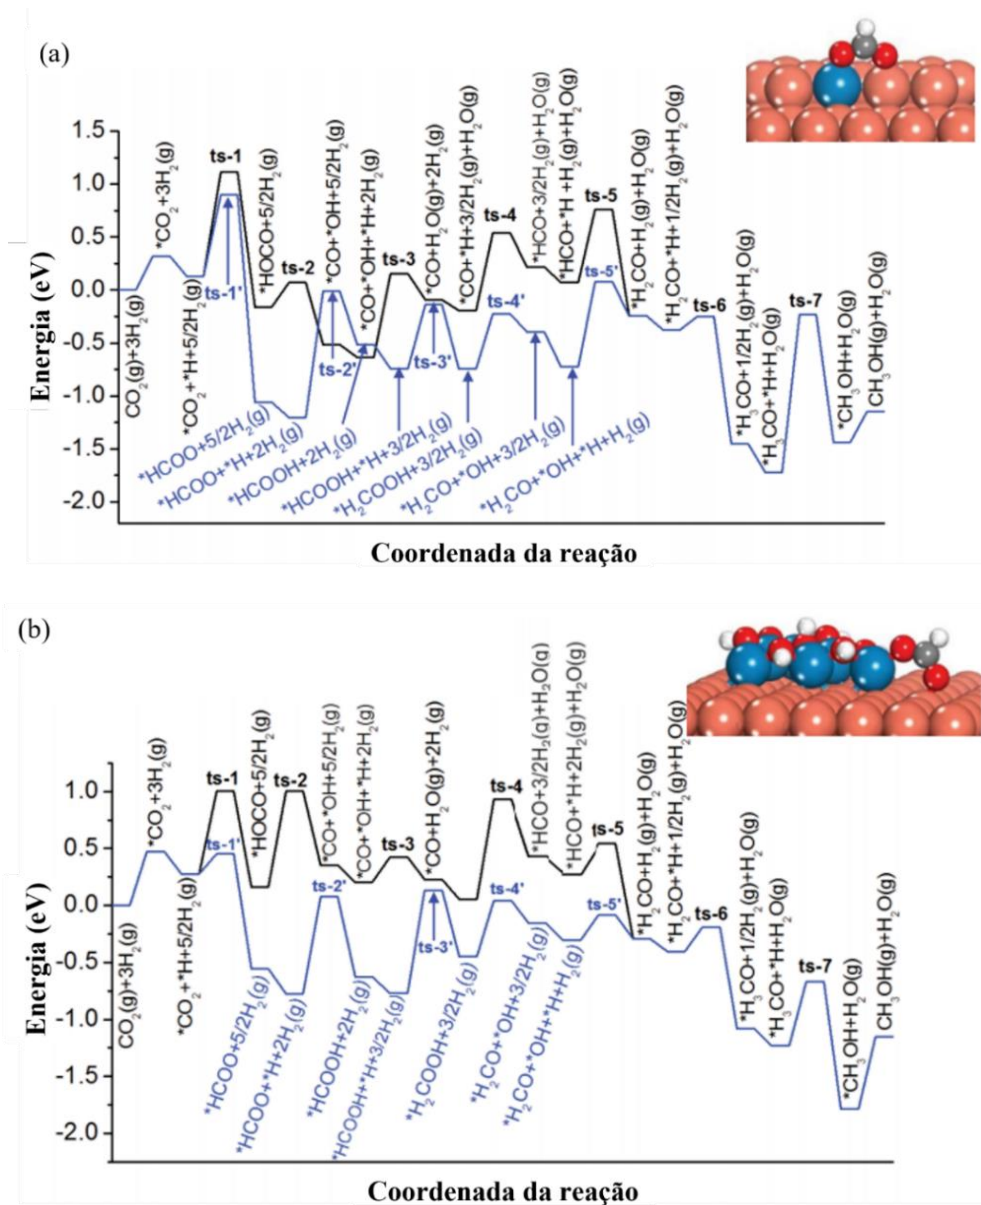 (a)
Energia (eV)
1.5
1.0
0.5
0.0
-0.5
-1.0
-1.5
-2.0
CO₂(g)+3H₂(g)
*CO₂+3H₂(g)
*CO₂+*H+5/2H₂(g)
ts-1
ts-1'
*HOCO+5/2H₂(g)
ts-2
*CO+*OH+5/2H₂(g)
ts-2'
*CO+*OH+*H+2H₂(g)
ts-3
*CO+H₂O(g)+2H₂(g)
ts-3'
*CO+*H+3/2H₂(g)+H₂O(g)
ts-4
ts-4'
*HCO+3/2H₂(g)+H₂O(g)
*HCO+*H +H₂(g)+H₂O(g)
ts-5
ts-5'
*H₂CO+H₂(g)+H₂O(g)
*H₂CO+*H+1/2H₂(g)+H₂O(g)
ts-6
*H₃CO+1/2H₂(g)+H₂O(g)
*H₃CO+*H+H₂O(g)
ts-7
*CH₃OH+H₂O(g)
CH₃OH(g)+H₂O(g)
*HCOO+5/2H₂(g)
*HCOO+*H+2H₂(g)
*HCOOH+2H₂(g)
*HCOOH+*H+3/2H₂(g)
*H₂COOH+3/2H₂(g)
*H₂CO+*OH+3/2H₂(g)
*H₂CO+*OH+*H+H₂(g)
Coordenada da reação
(b)
Energia (eV)
1.0
0.5
0.0
-0.5
-1.0
-1.5
-2.0
CO₂(g)+3H₂(g)
*CO₂+3H₂(g)
*CO₂+*H+5/2H₂(g)
ts-1
ts-1'
*HOCO+5/2H₂(g)
ts-2
ts-2'
*CO+*OH+5/2H₂(g)
*CO+*OH+*H+2H₂(g)
ts-3
*CO+H₂O(g)+2H₂(g)
ts-3'
ts-4
ts-4'
*HCO+3/2H₂(g)+H₂O(g)
*HCO+*H+2H₂(g)+H₂O(g)
ts-5
ts-5'
*H₂CO+H₂(g)+H₂O(g)
*H₂CO+*H+1/2H₂(g)+H₂O(g)
ts-6
*H₃CO+1/2H₂(g)+H₂O(g)
*H₃CO+*H+H₂O(g)
ts-7
*CH₃OH+H₂O(g)
CH₃OH(g)+H₂O(g)
*HCOO+5/2H₂(g)
*HCOO+*H+2H₂(g)
*HCOOH+2H₂(g)
*HCOOH+*H+3/2H₂(g)
*H₂COOH+3/2H₂(g)
*H₂CO+*OH+3/2H₂(g)
*H₂CO+*OH+*H+H₂(g)
Coordenada da reação